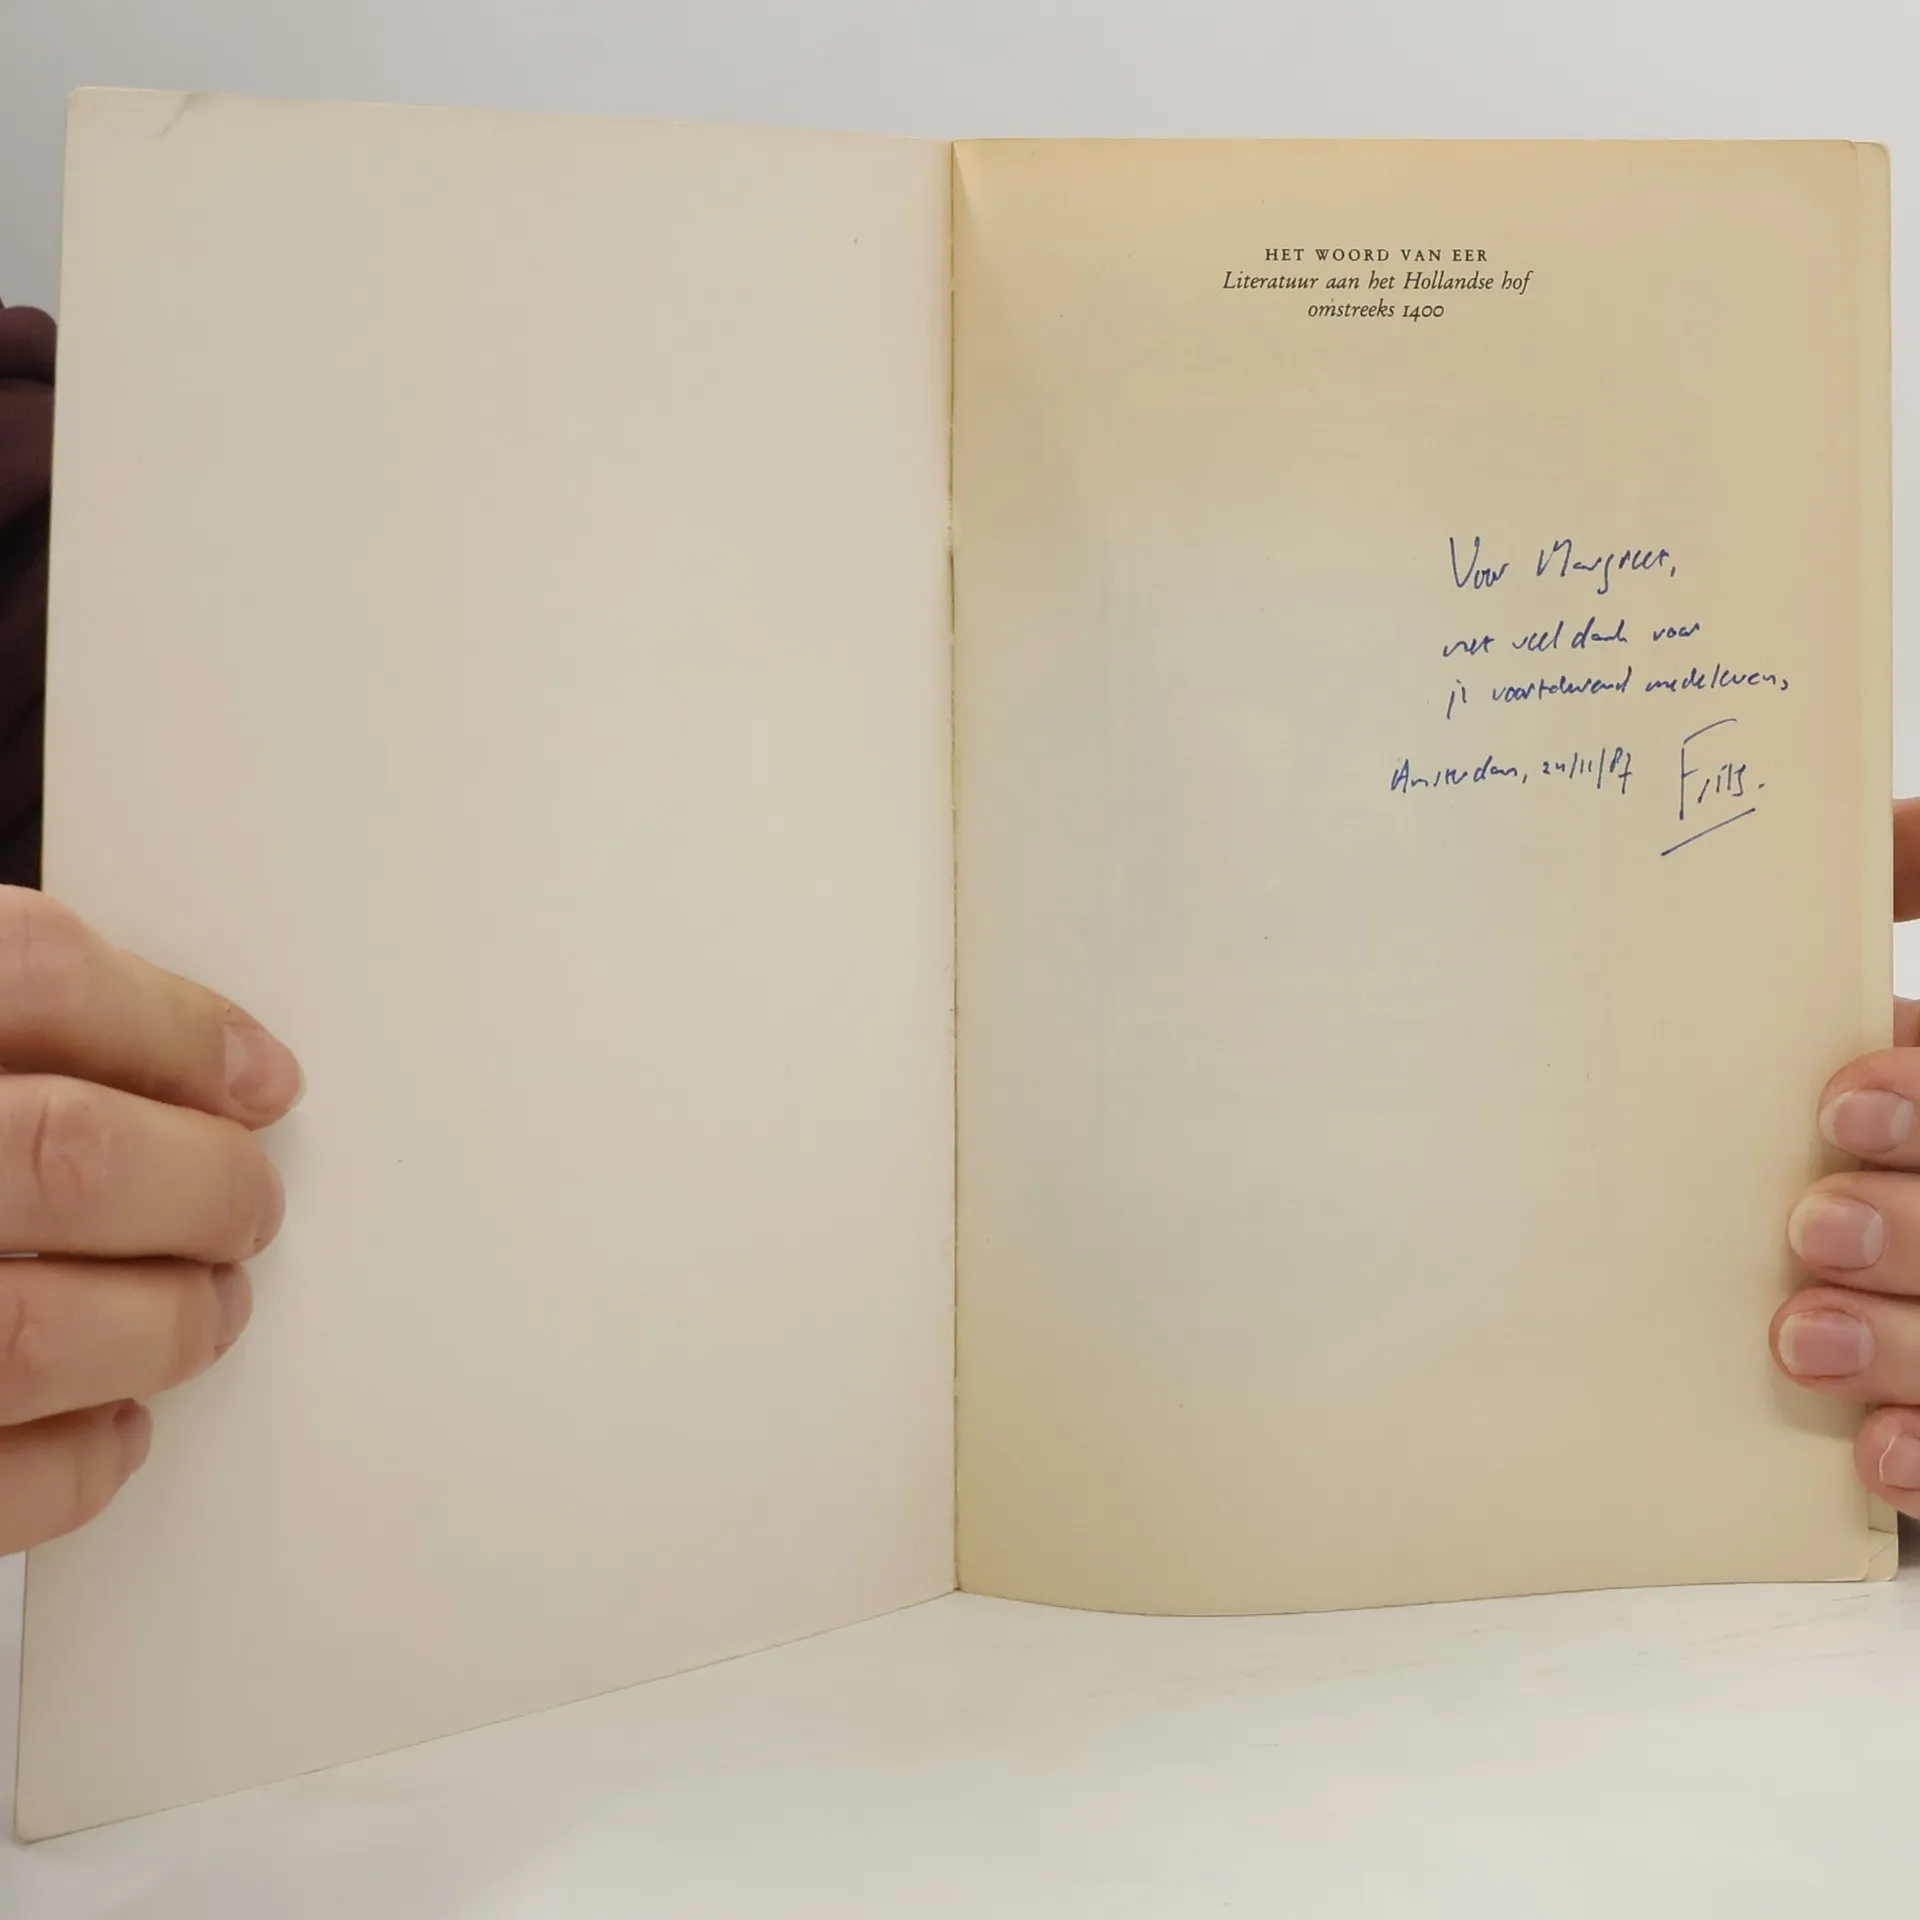 HET WOORD VAN EER
Literatuur aan het Hollandse hof
omstreeks 1400
Voor Margreet,
met veel dank voor
je voortdurend medeleven,
Amsterdam, 24/11/87 Frits.